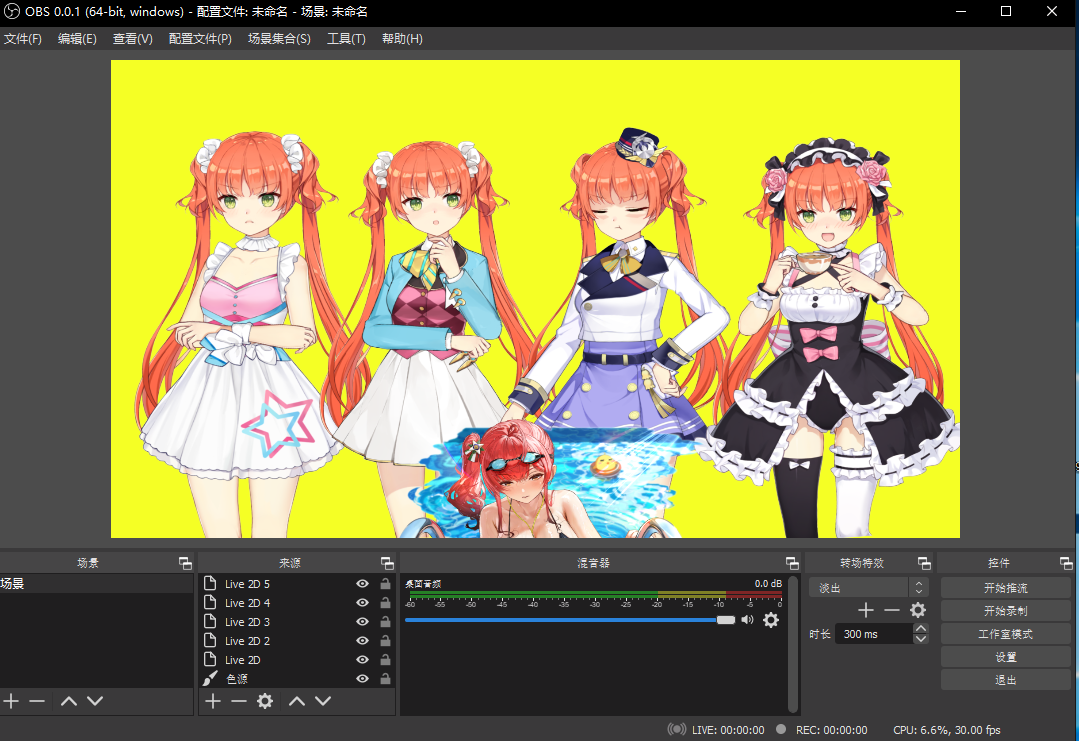 OBS 0.0.1 (64-bit, windows) - 配置文件: 未命名 - 场景: 未命名
文件(F) 编辑(E) 查看(V) 配置文件(P) 场景集合(S) 工具(T) 帮助(H)
场景 来源 混音器 转场特效 控件
场景
Live 2D 5
Live 2D 4
Live 2D 3
Live 2D 2
Live 2D
色源
桌面音频 0.0 dB
-60 -55 -50 -45 -40 -35 -30 -25 -20 -15 -10 -5 0
淡出
时长 300 ms
开始推流
开始录制
工作室模式
设置
退出
LIVE: 00:00:00 REC: 00:00:00 CPU: 6.6%, 30.00 fps